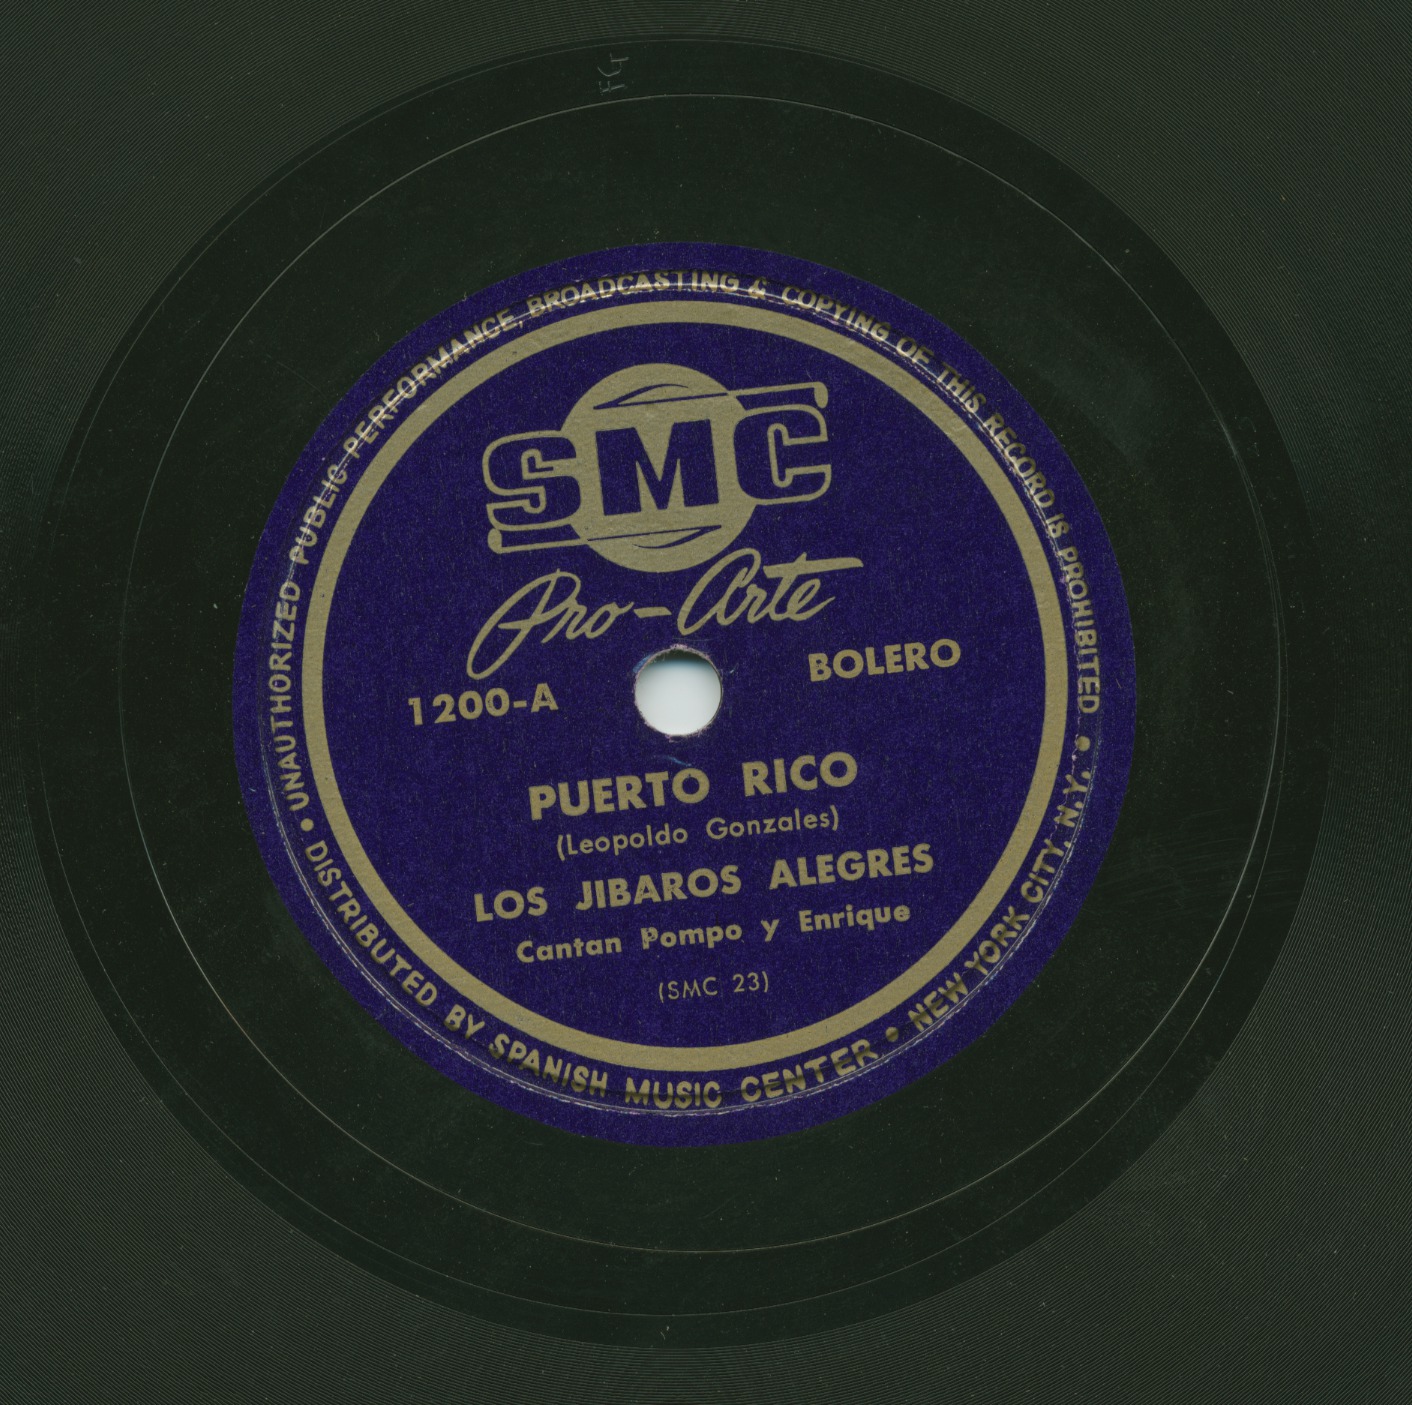 UNAUTHORIZED PUBLIC PERFORMANCE, BROADCASTING & COPYING OF THIS RECORD IS PROHIBITED
SMC
Pro-Arte
1200-A
BOLERO
PUERTO RICO
(Leopoldo Gonzales)
LOS JIBAROS ALEGRES
Cantan Pompo y Enrique
(SMC 23)
• DISTRIBUTED BY SPANISH MUSIC CENTER • NEW YORK CITY, N.Y. •